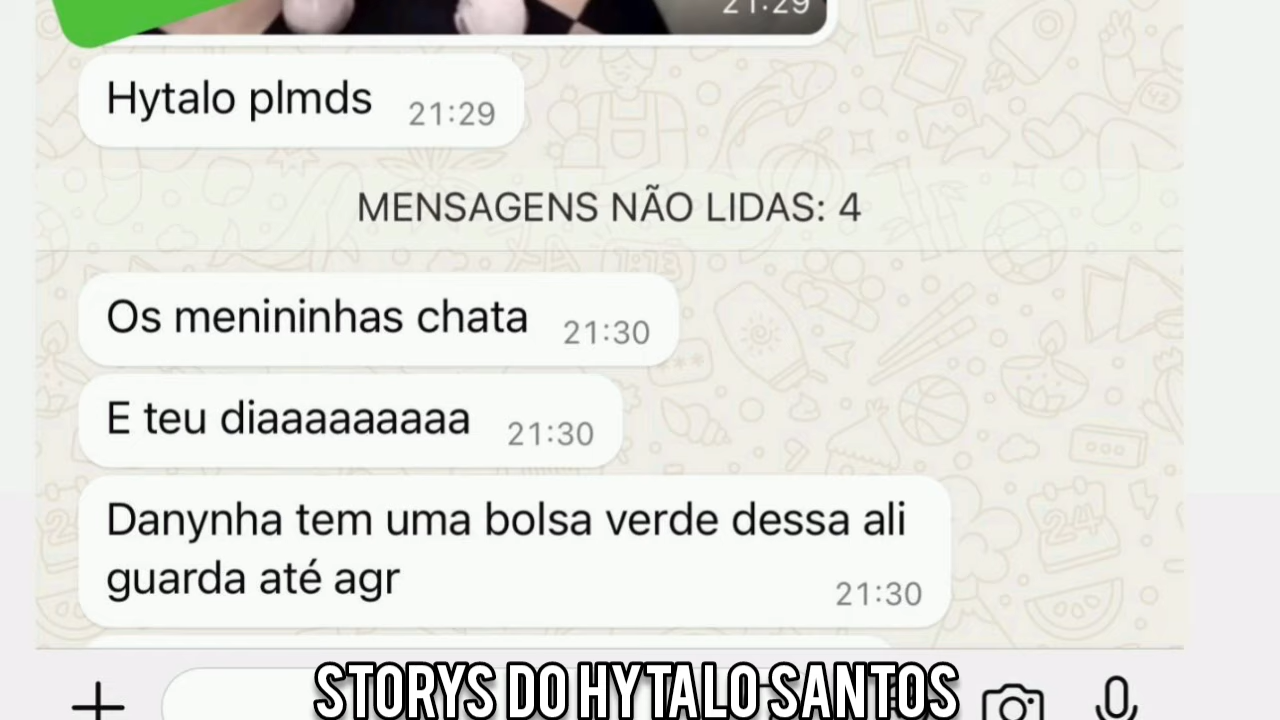 21:29
Hytalo plmds 21:29
MENSAGENS NÃO LIDAS: 4
Os menininhas chata 21:30
E teu diaaaaaaaaa 21:30
Danynha tem uma bolsa verde dessa ali
guarda até agr 21:30
STORYS DO HYTALO SANTOS